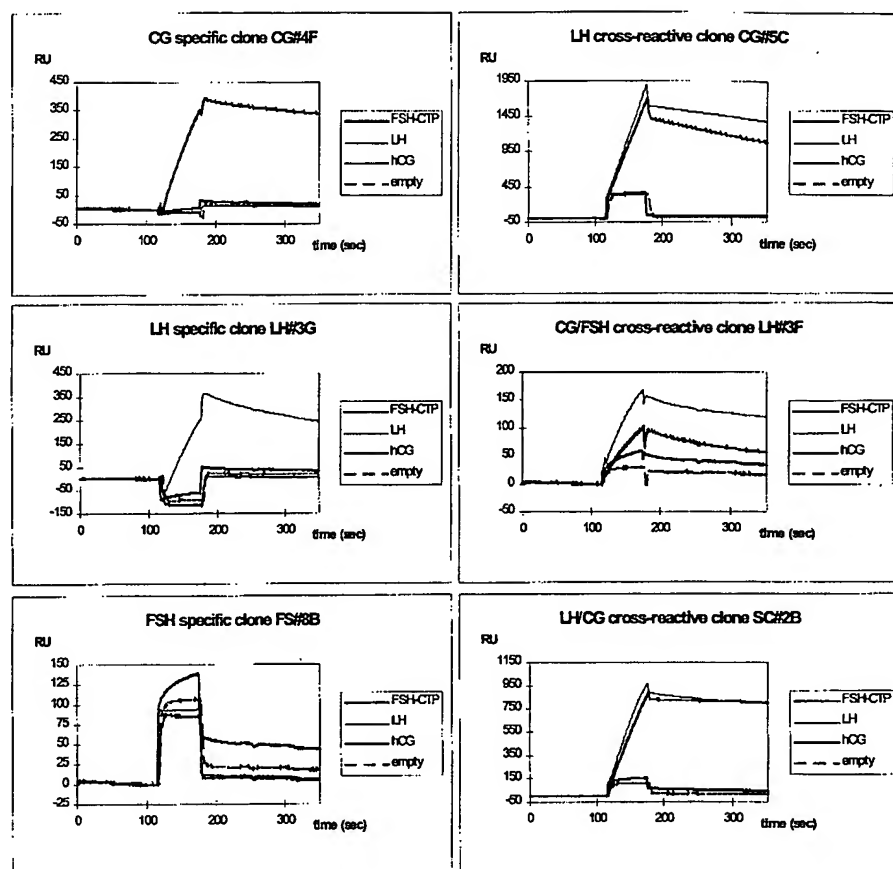 CG specific clone CG#4F
RU
450
350
250
150
50
-50
0
100
200
300
time (sec)
FSH-CTP
LH
hCG
empty
LH cross-reactive clone CG#5C
RU
1950
1450
950
450
-50
0
100
200
300
time (sec)
FSH-CTP
LH
hCG
empty
LH specific clone LH#3G
RU
450
350
250
150
50
-50
-150
0
100
200
300
time (sec)
FSH-CTP
LH
hCG
empty
CG/FSH cross-reactive clone LH#3F
RU
200
150
100
50
0
-50
0
100
200
300
time (sec)
FSH-CTP
LH
hCG
empty
FSH specific clone FS#8B
RU
150
125
100
75
50
25
0
-25
0
100
200
300
time (sec)
FSH-CTP
LH
hCG
empty
LH/CG cross-reactive clone SC#2B
RU
1150
950
750
550
350
150
-50
0
100
200
300
time (sec)
FSH-CTP
LH
hCG
empty